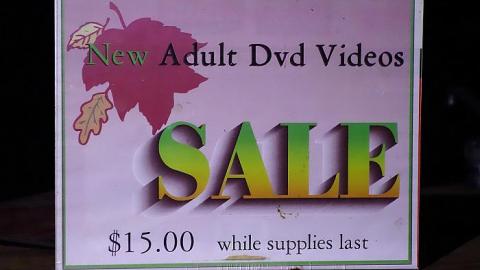 New Adult Dvd Videos
SALE
$15.00 while supplies last